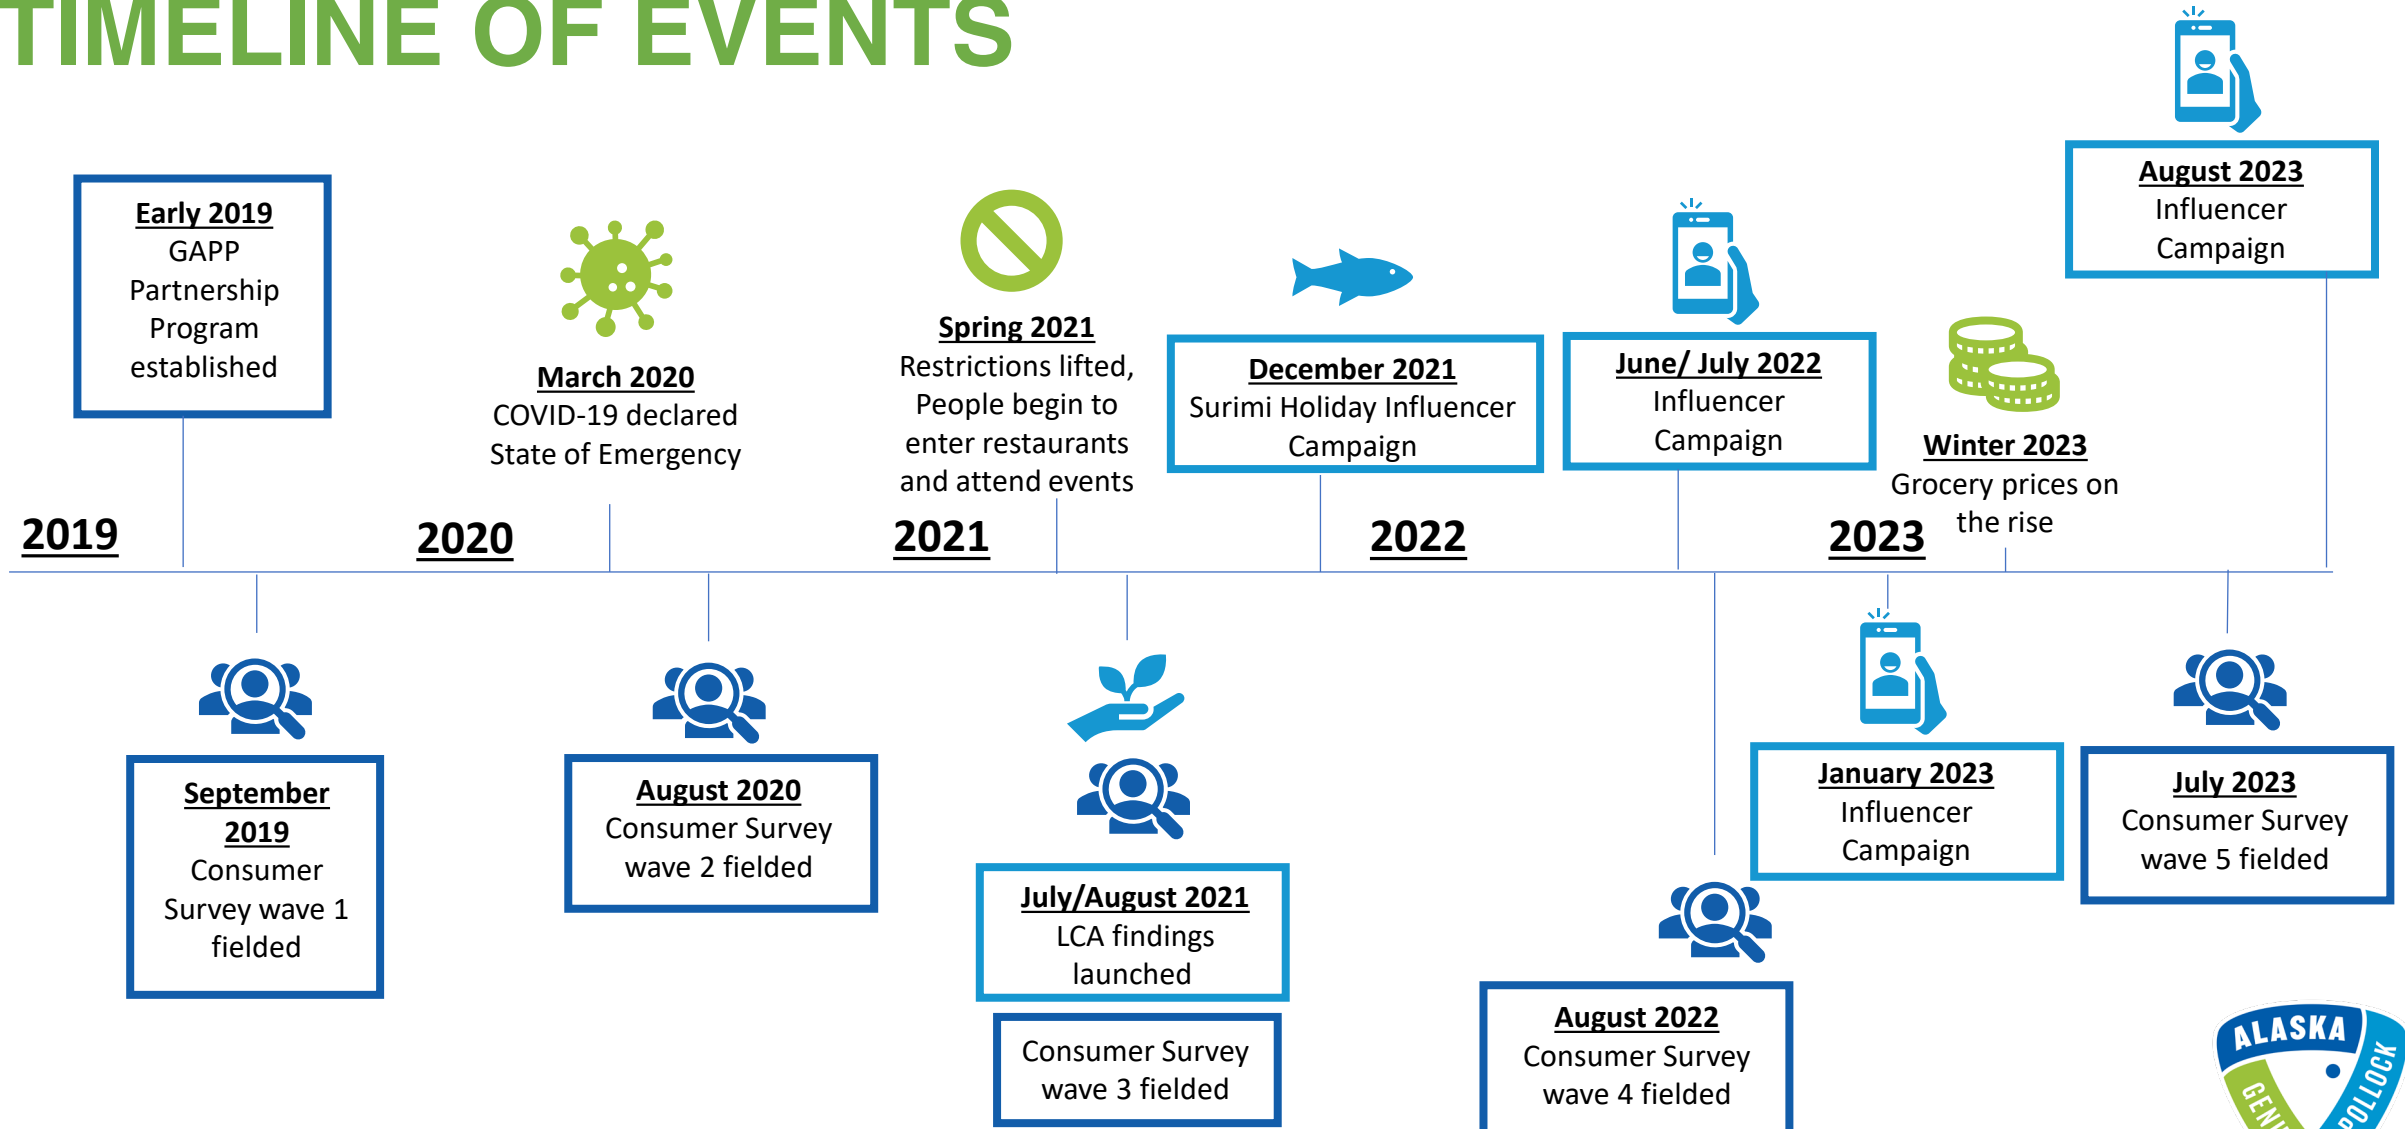 TIMELINE OF EVENTS
Early 2019
GAPP
Partnership
Program
established
March 2020
COVID-19 declared
State of Emergency
Spring 2021
Restrictions lifted,
People begin to
enter restaurants
and attend events
December 2021
Surimi Holiday Influencer
Campaign
June/ July 2022
Influencer
Campaign
Winter 2023
Grocery prices on
the rise
August 2023
Influencer
Campaign
2019
2020
2021
2022
2023
September
2019
Consumer
Survey wave 1
fielded
August 2020
Consumer Survey
wave 2 fielded
July/August 2021
LCA findings
launched
Consumer Survey
wave 3 fielded
August 2022
Consumer Survey
wave 4 fielded
January 2023
Influencer
Campaign
July 2023
Consumer Survey
wave 5 fielded
ALASKA
POLLOCK